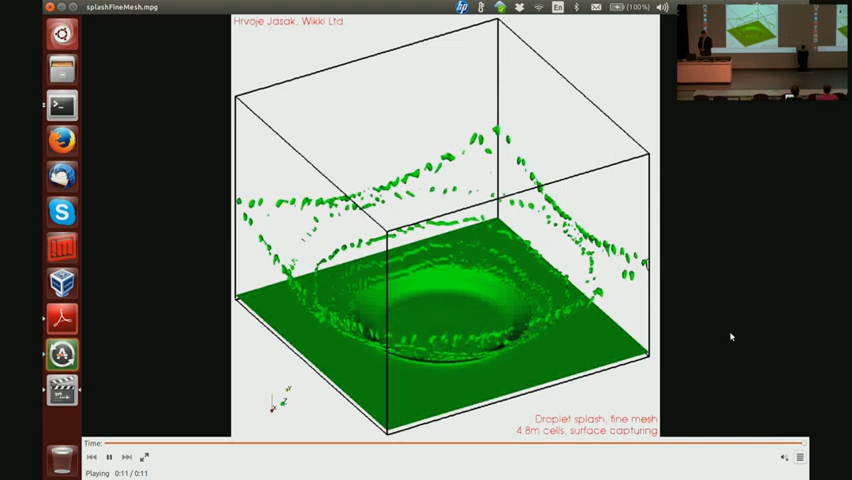 splashFineMesh.mpg
En
(100%)
Hrvoje Jasak, Wikki Ltd.
Droplet splash, fine mesh
4.8m cells, surface capturing
Time:
Playing 0:11 / 0:11